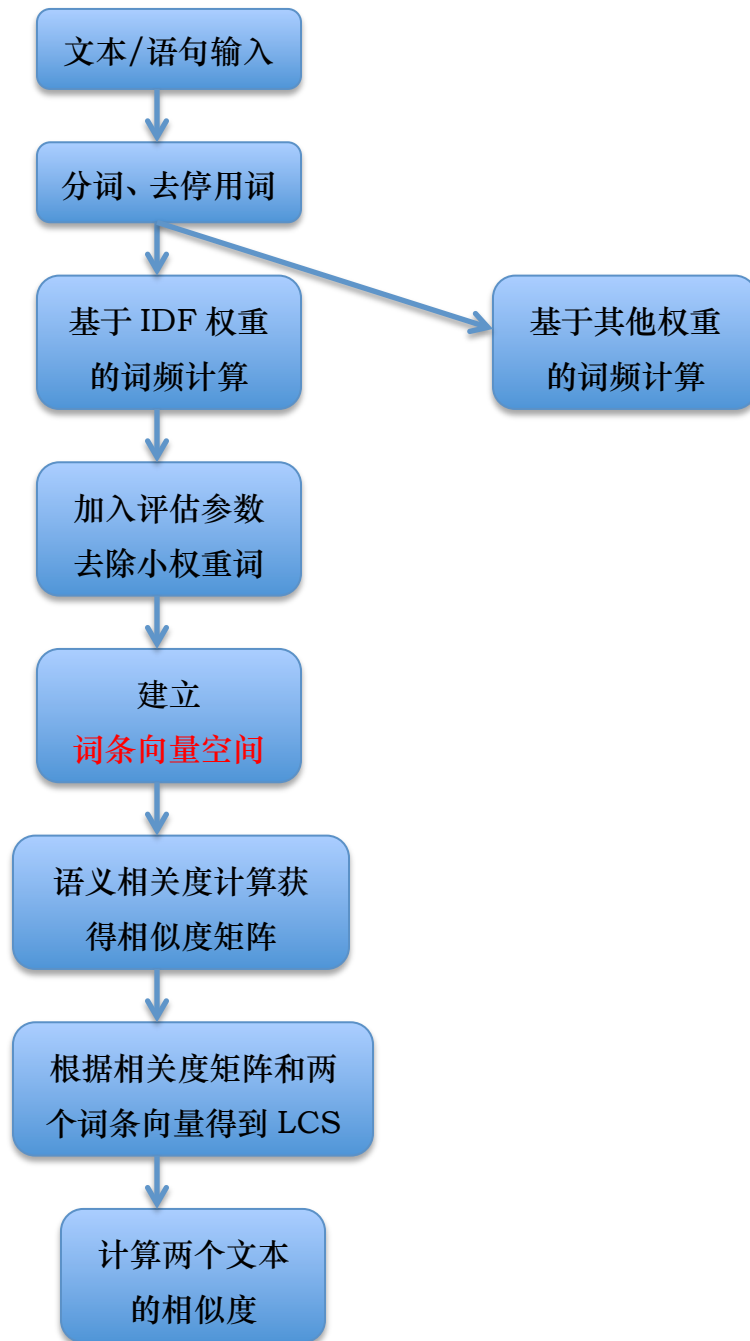 文本/语句输入
分词、去停用词
基于 IDF 权重
的词频计算
基于其他权重
的词频计算
加入评估参数
去除小权重词
建立
词条向量空间
语义相关度计算获
得相似度矩阵
根据相关度矩阵和两
个词条向量得到 LCS
计算两个文本
的相似度